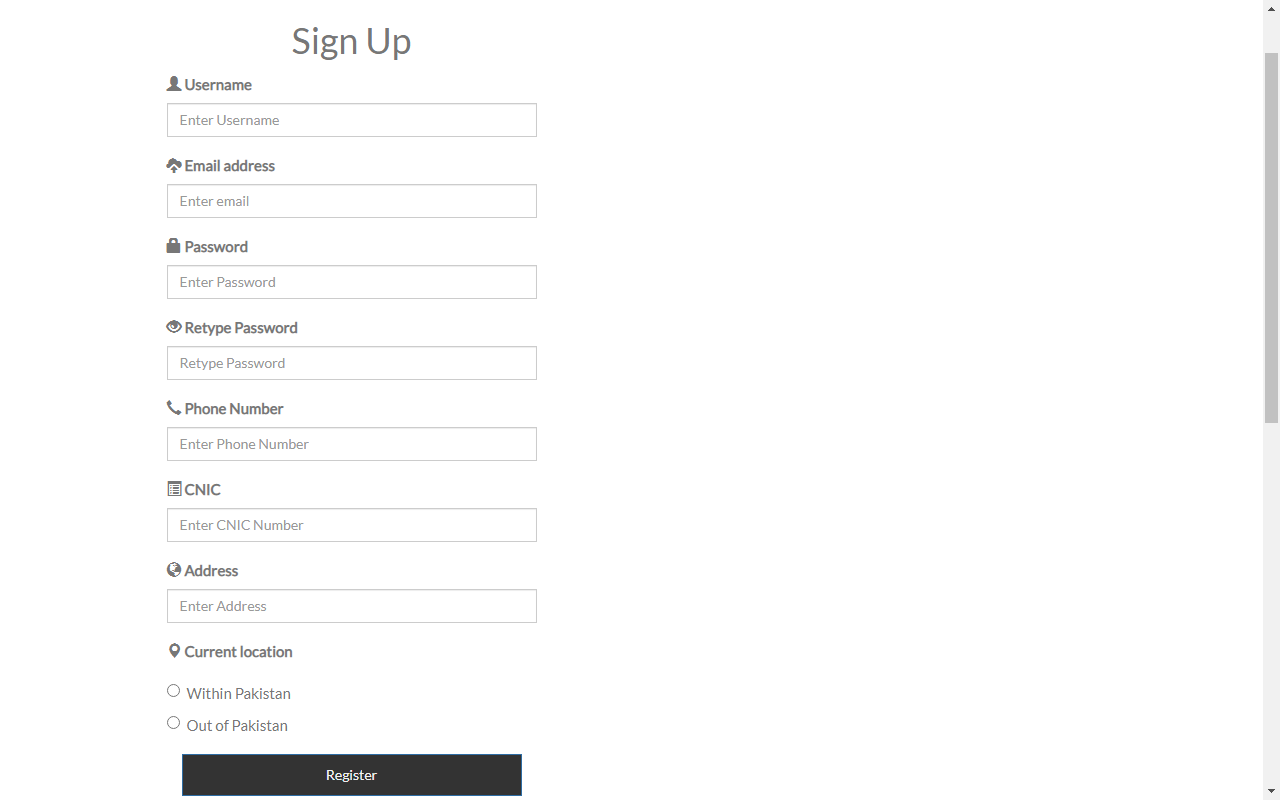 Sign Up
Username
Enter Username
Email address
Enter email
Password
Enter Password
Retype Password
Retype Password
Phone Number
Enter Phone Number
CNIC
Enter CNIC Number
Address
Enter Address
Current location
Within Pakistan
Out of Pakistan
Register